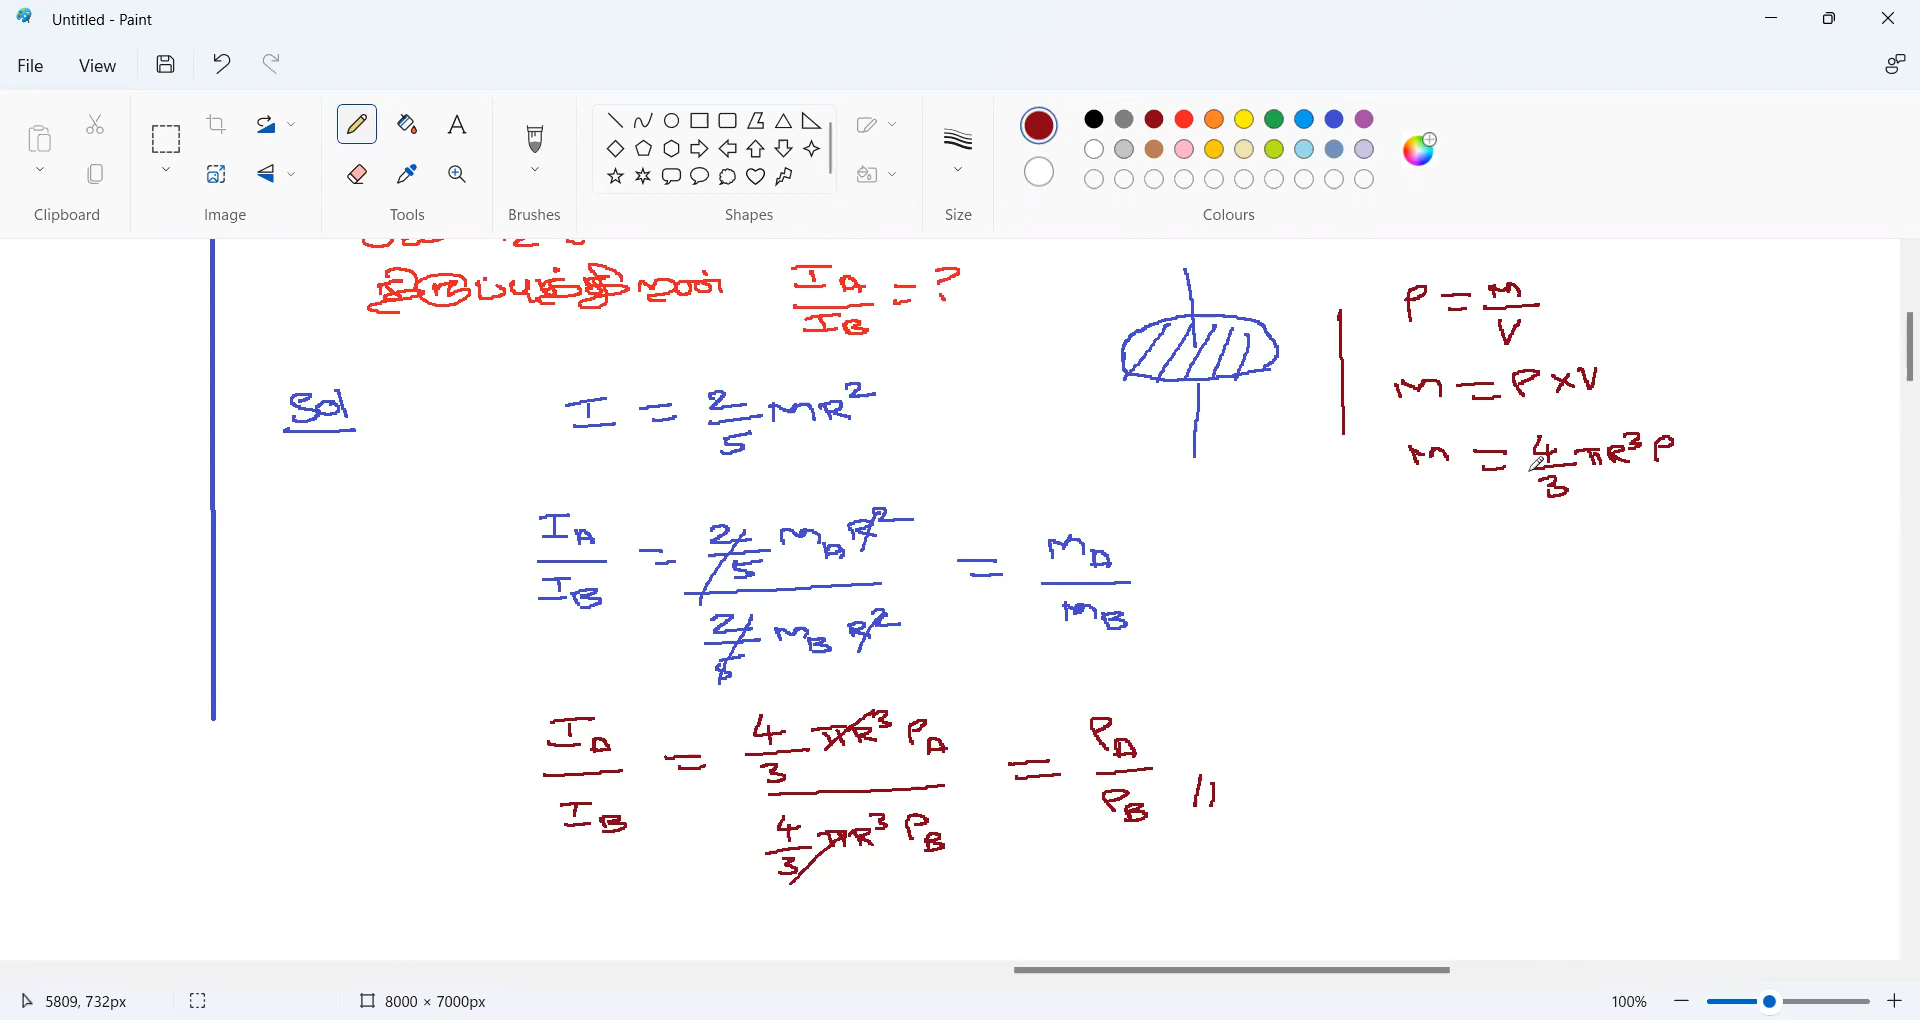 Untitled - Paint
File View
Clipboard Image Tools Brushes Shapes Size Colours
I_A / I_B = ?
ρ = m / V
m = ρ × V
m = 4/3 πR³ ρ
Sol I = 2/5 MR²
I_A / I_B = 2/5 m_A R² / 2/5 m_B R² = m_A / m_B
I_A / I_B = 4/3 πR³ ρ_A / 4/3 πR³ ρ_B = ρ_A / ρ_B //
5809, 732px 8000 × 7000px 100%